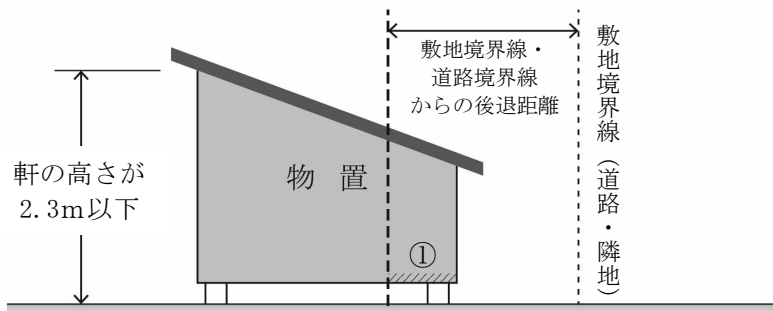 敷地境界線・
道路境界線
からの後退距離
敷地境界線（道路・隣地）
軒の高さが
2.3m以下
物置
①